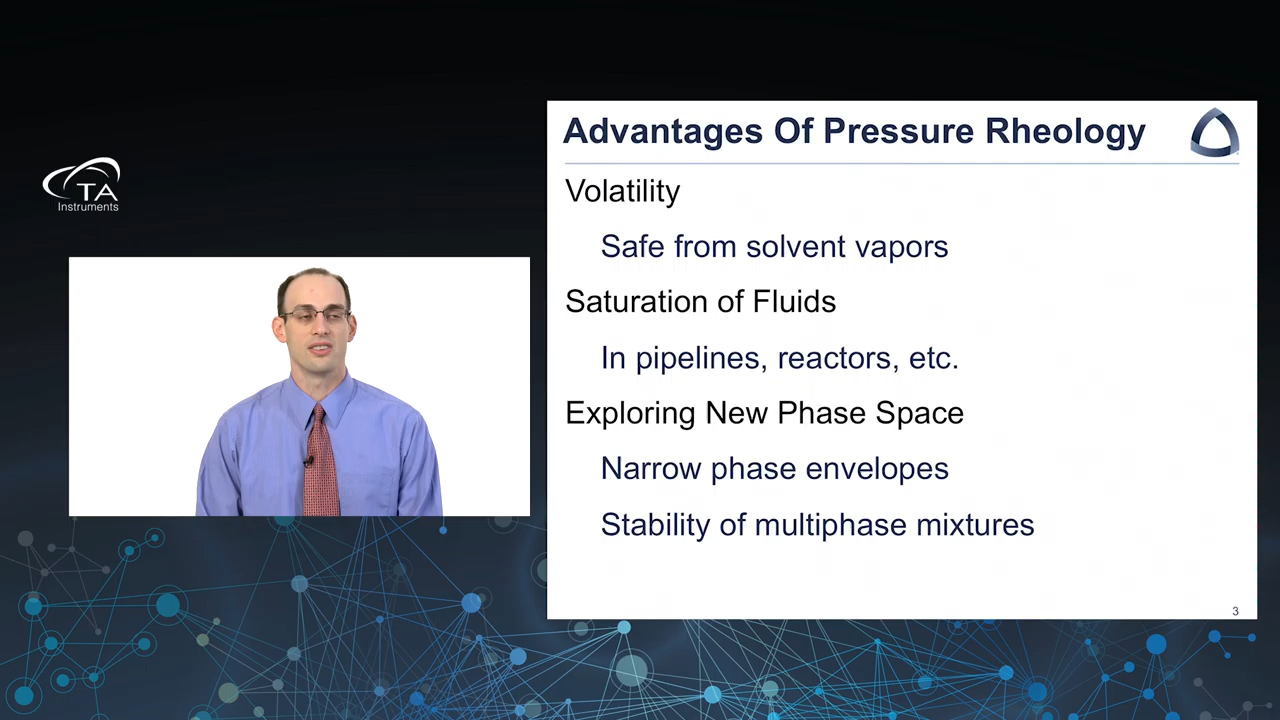 TA
Instruments
Advantages Of Pressure Rheology
Volatility
Safe from solvent vapors
Saturation of Fluids
In pipelines, reactors, etc.
Exploring New Phase Space
Narrow phase envelopes
Stability of multiphase mixtures
3